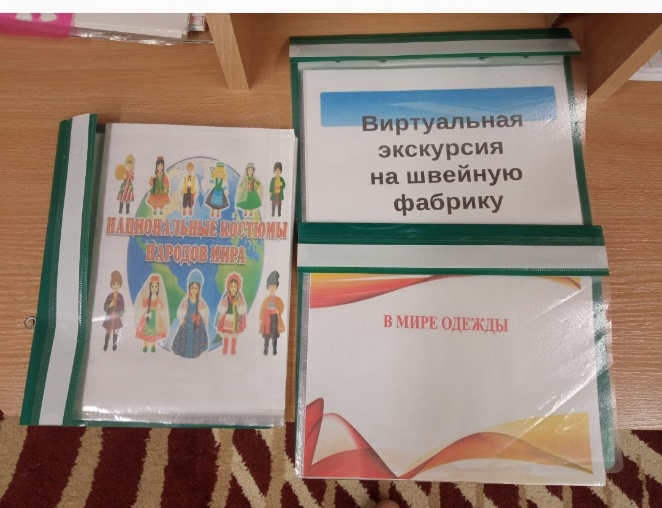 НАЦИОНАЛЬНЫЕ КОСТЮМЫ
НАРОДОВ МИРА
Виртуальная
экскурсия
на швейную
фабрику
В МИРЕ ОДЕЖДЫ